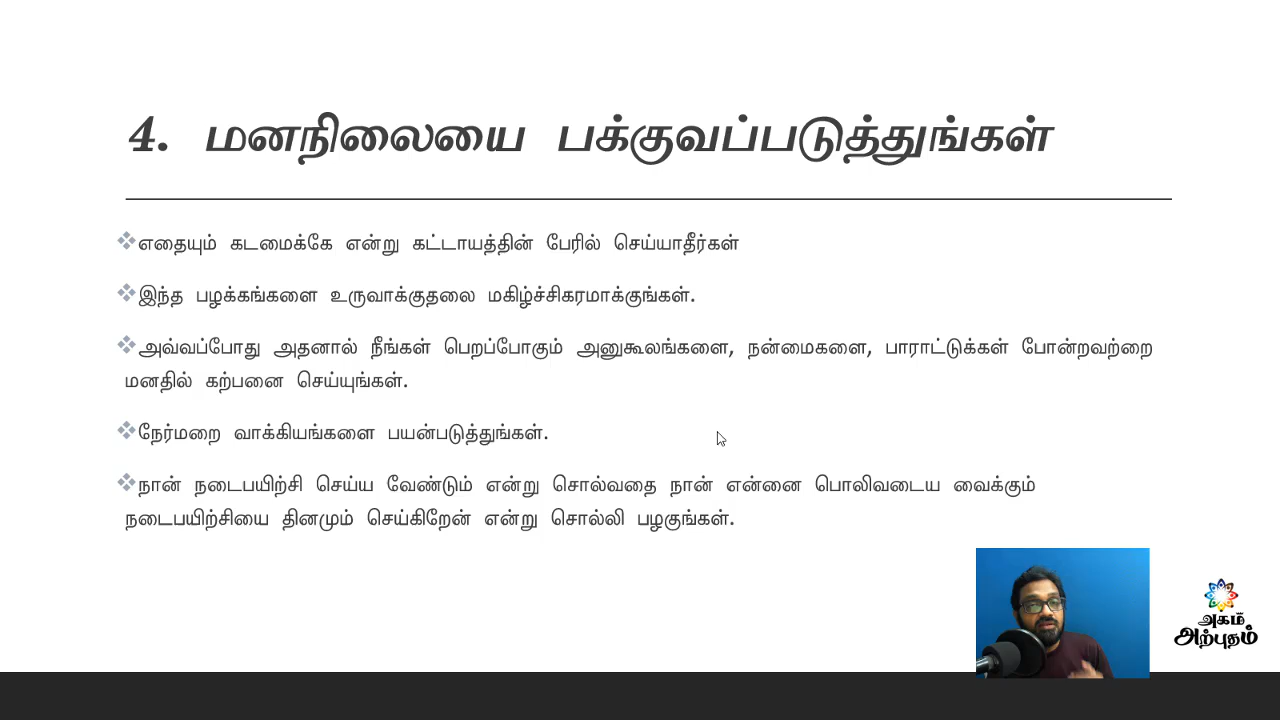 4. மனநிலையை பக்குவப்படுத்துங்கள்
❖எதையும் கடமைக்கே என்று கட்டாயத்தின் பேரில் செய்யாதீர்கள்
❖இந்த பழக்கங்களை உருவாக்குதலை மகிழ்ச்சிகரமாக்குங்கள்.
❖அவ்வப்போது அதனால் நீங்கள் பெறப்போகும் அனுகூலங்களை, நன்மைகளை, பாராட்டுக்கள் போன்றவற்றை
மனதில் கற்பனை செய்யுங்கள்.
❖நேர்மறை வாக்கியங்களை பயன்படுத்துங்கள்.
❖நான் நடைபயிற்சி செய்ய வேண்டும் என்று சொல்வதை நான் என்னை பொலிவடைய வைக்கும்
நடைபயிற்சியை தினமும் செய்கிறேன் என்று சொல்லி பழகுங்கள்.
அகம்
அற்புதம்